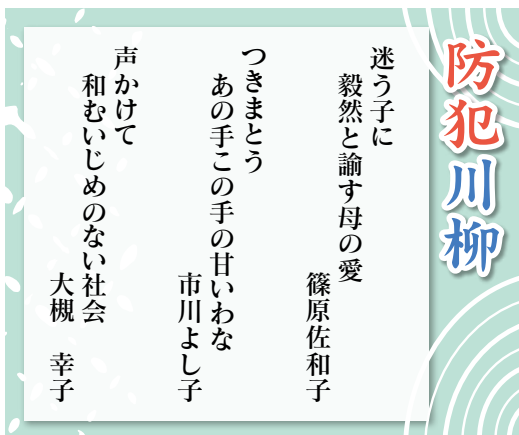 防犯川柳
迷う子に
毅然と諭す母の愛
篠原佐和子
つきまとう
あの手この手の甘いわな
市川よし子
声かけて
和むいじめのない社会
大槻　幸子